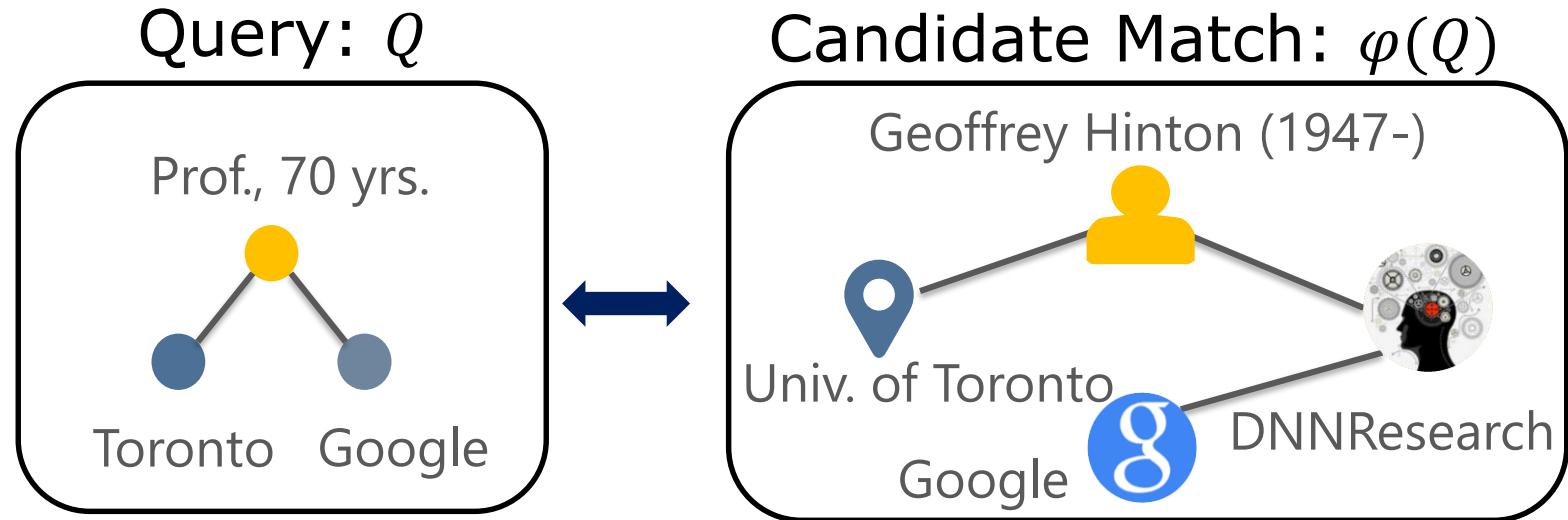 Query: Q
Candidate Match: φ(Q)
Prof., 70 yrs.
Toronto
Google
Geoffrey Hinton (1947-)
Univ. of Toronto
g
Google
DNNResearch